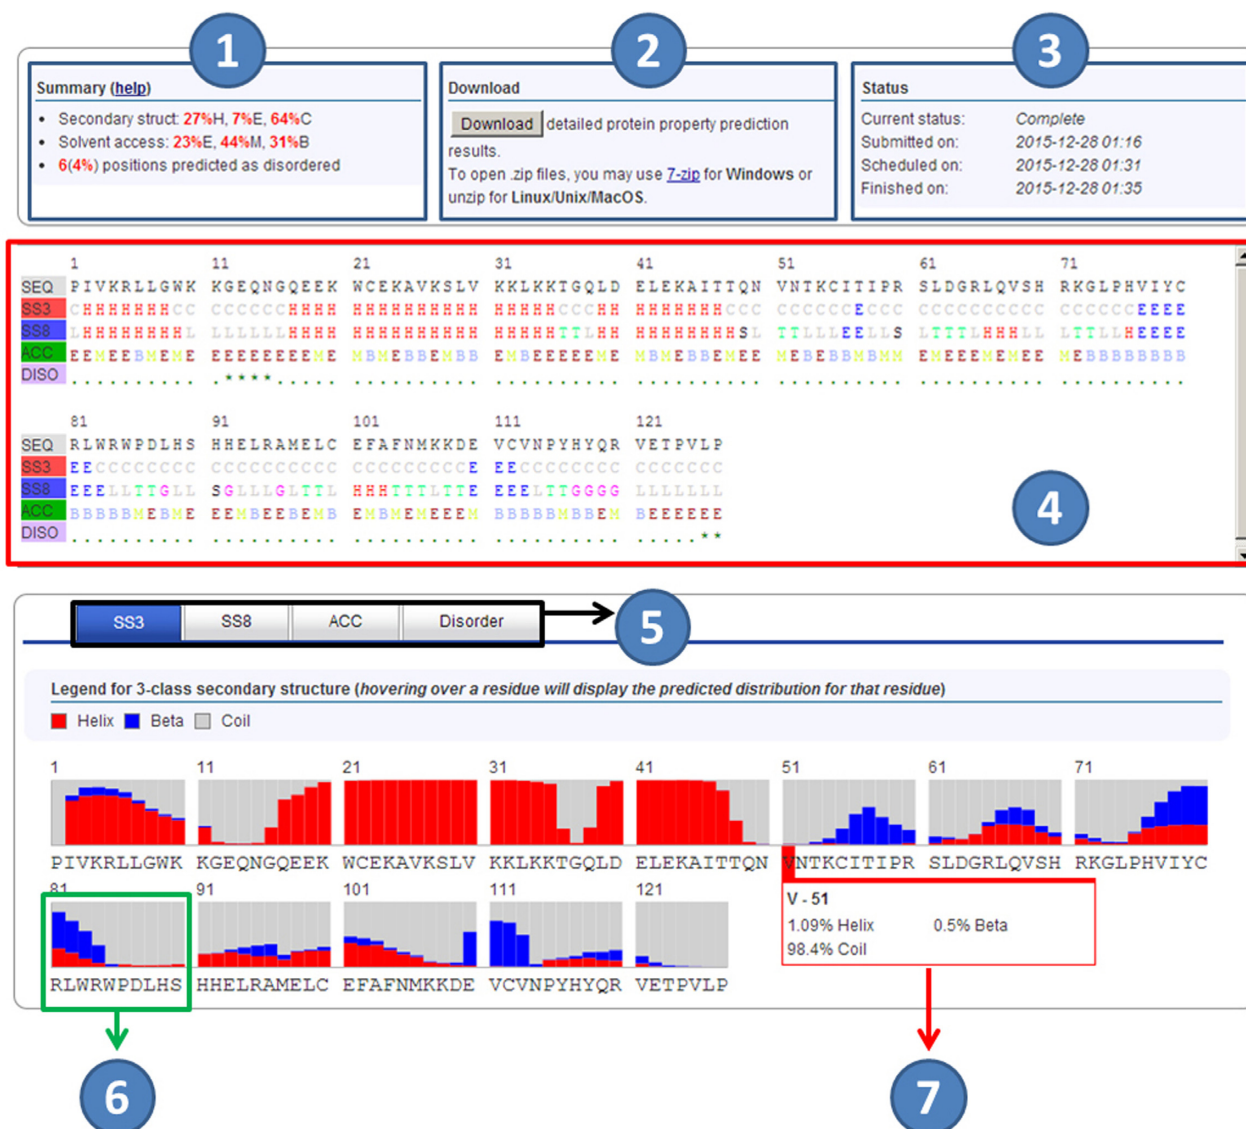 1
2
3
Summary (help)
• Secondary struct: 27%H, 7%E, 64%C
• Solvent access: 23%E, 44%M, 31%B
• 6(4%) positions predicted as disordered
Download
Download detailed protein property prediction
results.
To open .zip files, you may use 7-zip for Windows or
unzip for Linux/Unix/MacOS.
Status
Current status: Complete
Submitted on: 2015-12-28 01:16
Scheduled on: 2015-12-28 01:31
Finished on: 2015-12-28 01:35
1 11 21 31 41 51 61 71
SEQ PIVKRLLGWK KGEQNGQEEK WCEKAVKSLV KKLKKTGQLD ELEKAITTQN VNTKCITIPR SLDGRLQVSH RKGLPHVIYC
SS3 CHHHHHHHCC CCCCCCHHHH HHHHHHHHHH HHHHHCCCHH HHHHHHHCCC CCCCCCECCC CCCCCCCCCC CCCCCCEEEE
SS8 LHHHHHHHLL LLLLLLHHHH HHHHHHHHHH HHHHHTTLHH HHHHHHHHSL TTLLLEELLS LTTTLHHHLL LTTLLHEEEE
ACC EEMEEBMEME EEEEEEEEME MBMEBBEMBB EMBEEEEEME MBMEBBEMEE MEBEBBMBMM EMEEEMEMEE MEBBBBBBBB
DISO .......... .****..... .......... .......... .......... .......... .......... ..........
81 91 101 111 121
SEQ RLWRWPDLHS HHELRAMELC EFAFNMKKDE VCVNPYHYQR VETPVLP
SS3 EECCCCCCCC CCCCCCCCCC CCCCCCCCCE EECCCCCCCC CCCCCCC
SS8 EEELLTTGLL SGLLLGLTTL HHHTTTLTTE EEELTTGGGG LLLLLLL
ACC BBBBBMEBME EEMBEEBEMB EMBMEMEEEM BBBBBMBBEM BEEEEEE
DISO .......... .......... .......... .......... .....**
4
SS3 SS8 ACC Disorder
5
Legend for 3-class secondary structure (hovering over a residue will display the predicted distribution for that residue)
Helix Beta Coil
1 11 21 31 41 51 61 71
PIVKRLLGWK KGEQNGQEEK WCEKAVKSLV KKLKKTGQLD ELEKAITTQN VNTKCITIPR SLDGRLQVSH RKGLPHVIYC
81 91 101 111 121
RLWRWPDLHS HHELRAMELC EFAFNMKKDE VCVNPYHYQR VETPVLP
V - 51
1.09% Helix 0.5% Beta
98.4% Coil
6
7